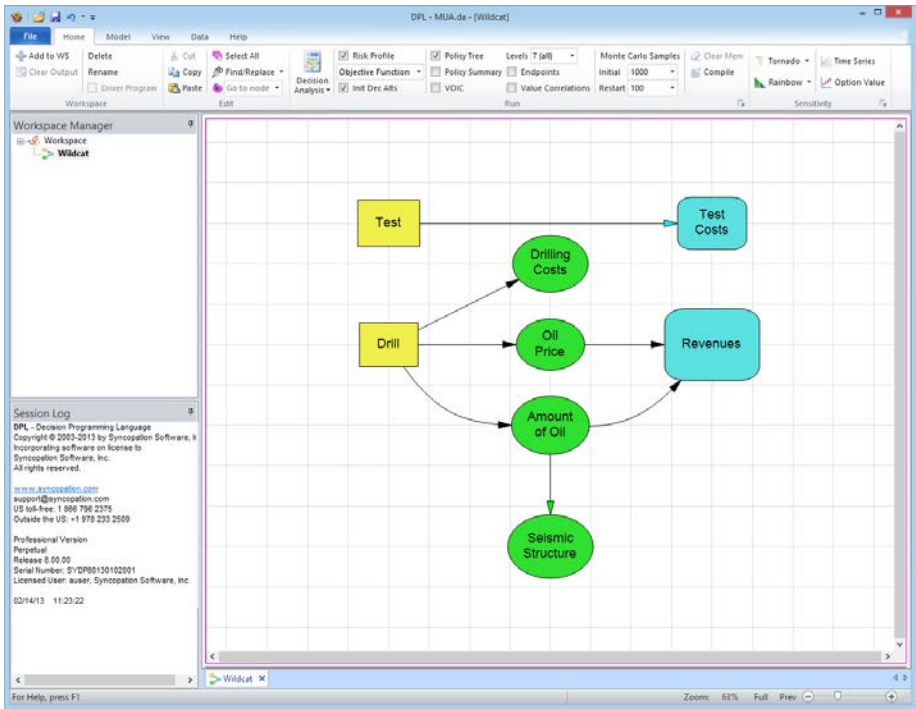 DPL - MUA.da - [Wildcat]
File Home Model View Data Help
Add to WS Delete Cut Select All Risk Profile Policy Tree Levels 7 (all) Monte Carlo Samples Clear Mem Tornado Time Series
Clear Output Rename Copy Find/Replace Decision Analysis Objective Function Policy Summary Endpoints Initial 1000 Compile Rainbow Option Value
Driver Program Paste Go to node Init Dec Alts VOIC Value Correlations Restart 100
Workspace Edit Run Sensitivity
Workspace Manager
Workspace
Wildcat
Test
Test
Costs
Drilling
Costs
Drill
Oil
Price
Revenues
Amount
of Oil
Seismic
Structure
Session Log
DPL - Decision Programming Language
Copyright © 2003-2013 by Syncopation Software, I
Incorporating software on license to
Syncopation Software, Inc.
All rights reserved.
www.syncopation.com
support@syncopation.com
US toll-free: 1 866 796 2375
Outside the US: +1 978 233 2509
Professional Version
Perpetual
Release 8.00.00
Serial Number: SYDP80130102001
Licensed User: auser, Syncopation Software, Inc.
02/14/13 11:23:22
Wildcat
For Help, press F1
Zoom: 63% Full Prev